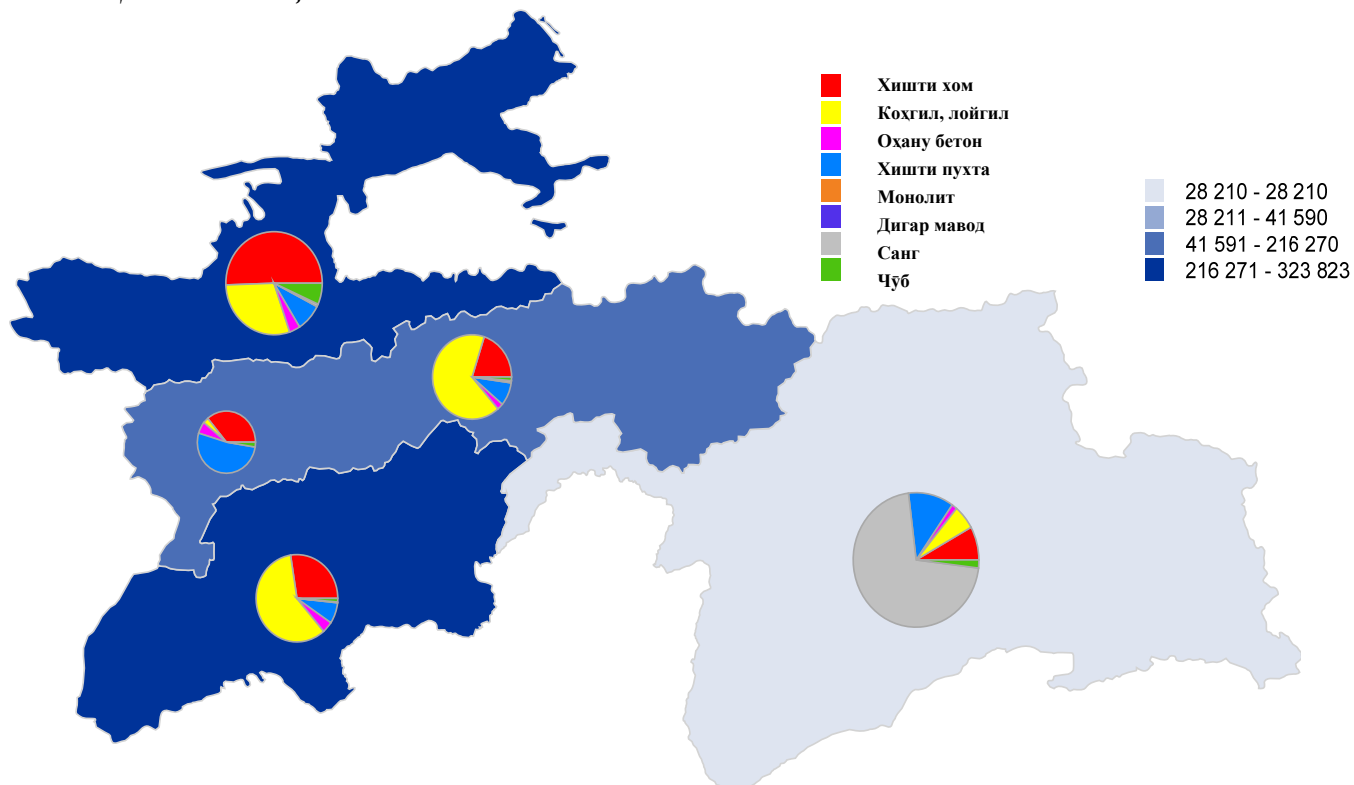 Хишти хом
Коҳгил, лойгил
Оҳану бетон
Хишти пухта
Монолит
Дигар мавод
Санг
Чӯб
28 210 - 28 210
28 211 - 41 590
41 591 - 216 270
216 271 - 323 823